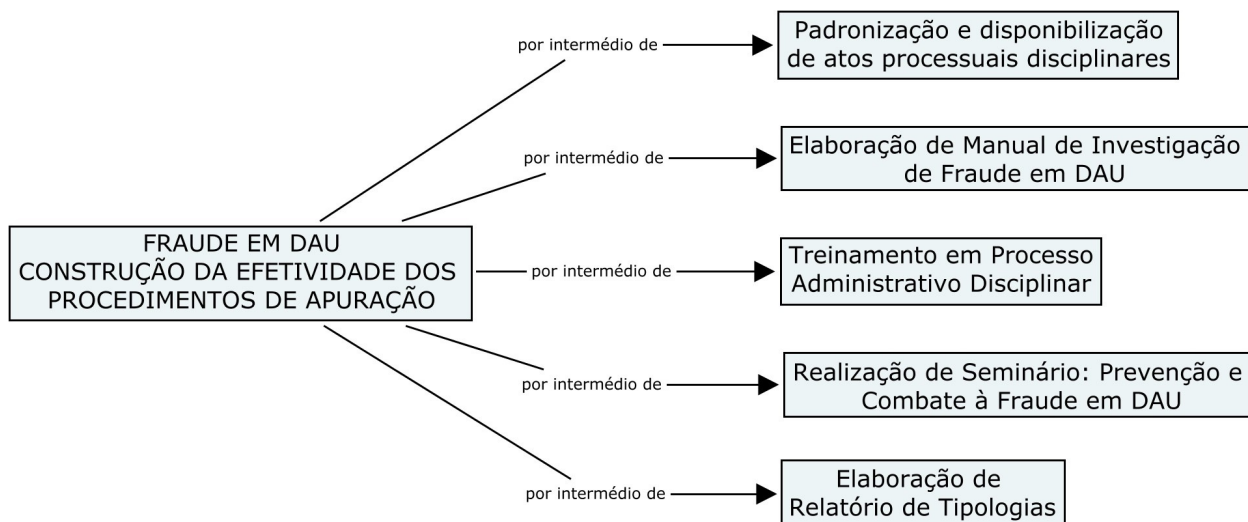 FRAUDE EM DAU
CONSTRUÇÃO DA EFETIVIDADE DOS
PROCEDIMENTOS DE APURAÇÃO
por intermédio de
Padronização e disponibilização
de atos processuais disciplinares
por intermédio de
Elaboração de Manual de Investigação
de Fraude em DAU
por intermédio de
Treinamento em Processo
Administrativo Disciplinar
por intermédio de
Realização de Seminário: Prevenção e
Combate à Fraude em DAU
por intermédio de
Elaboração de
Relatório de Tipologias